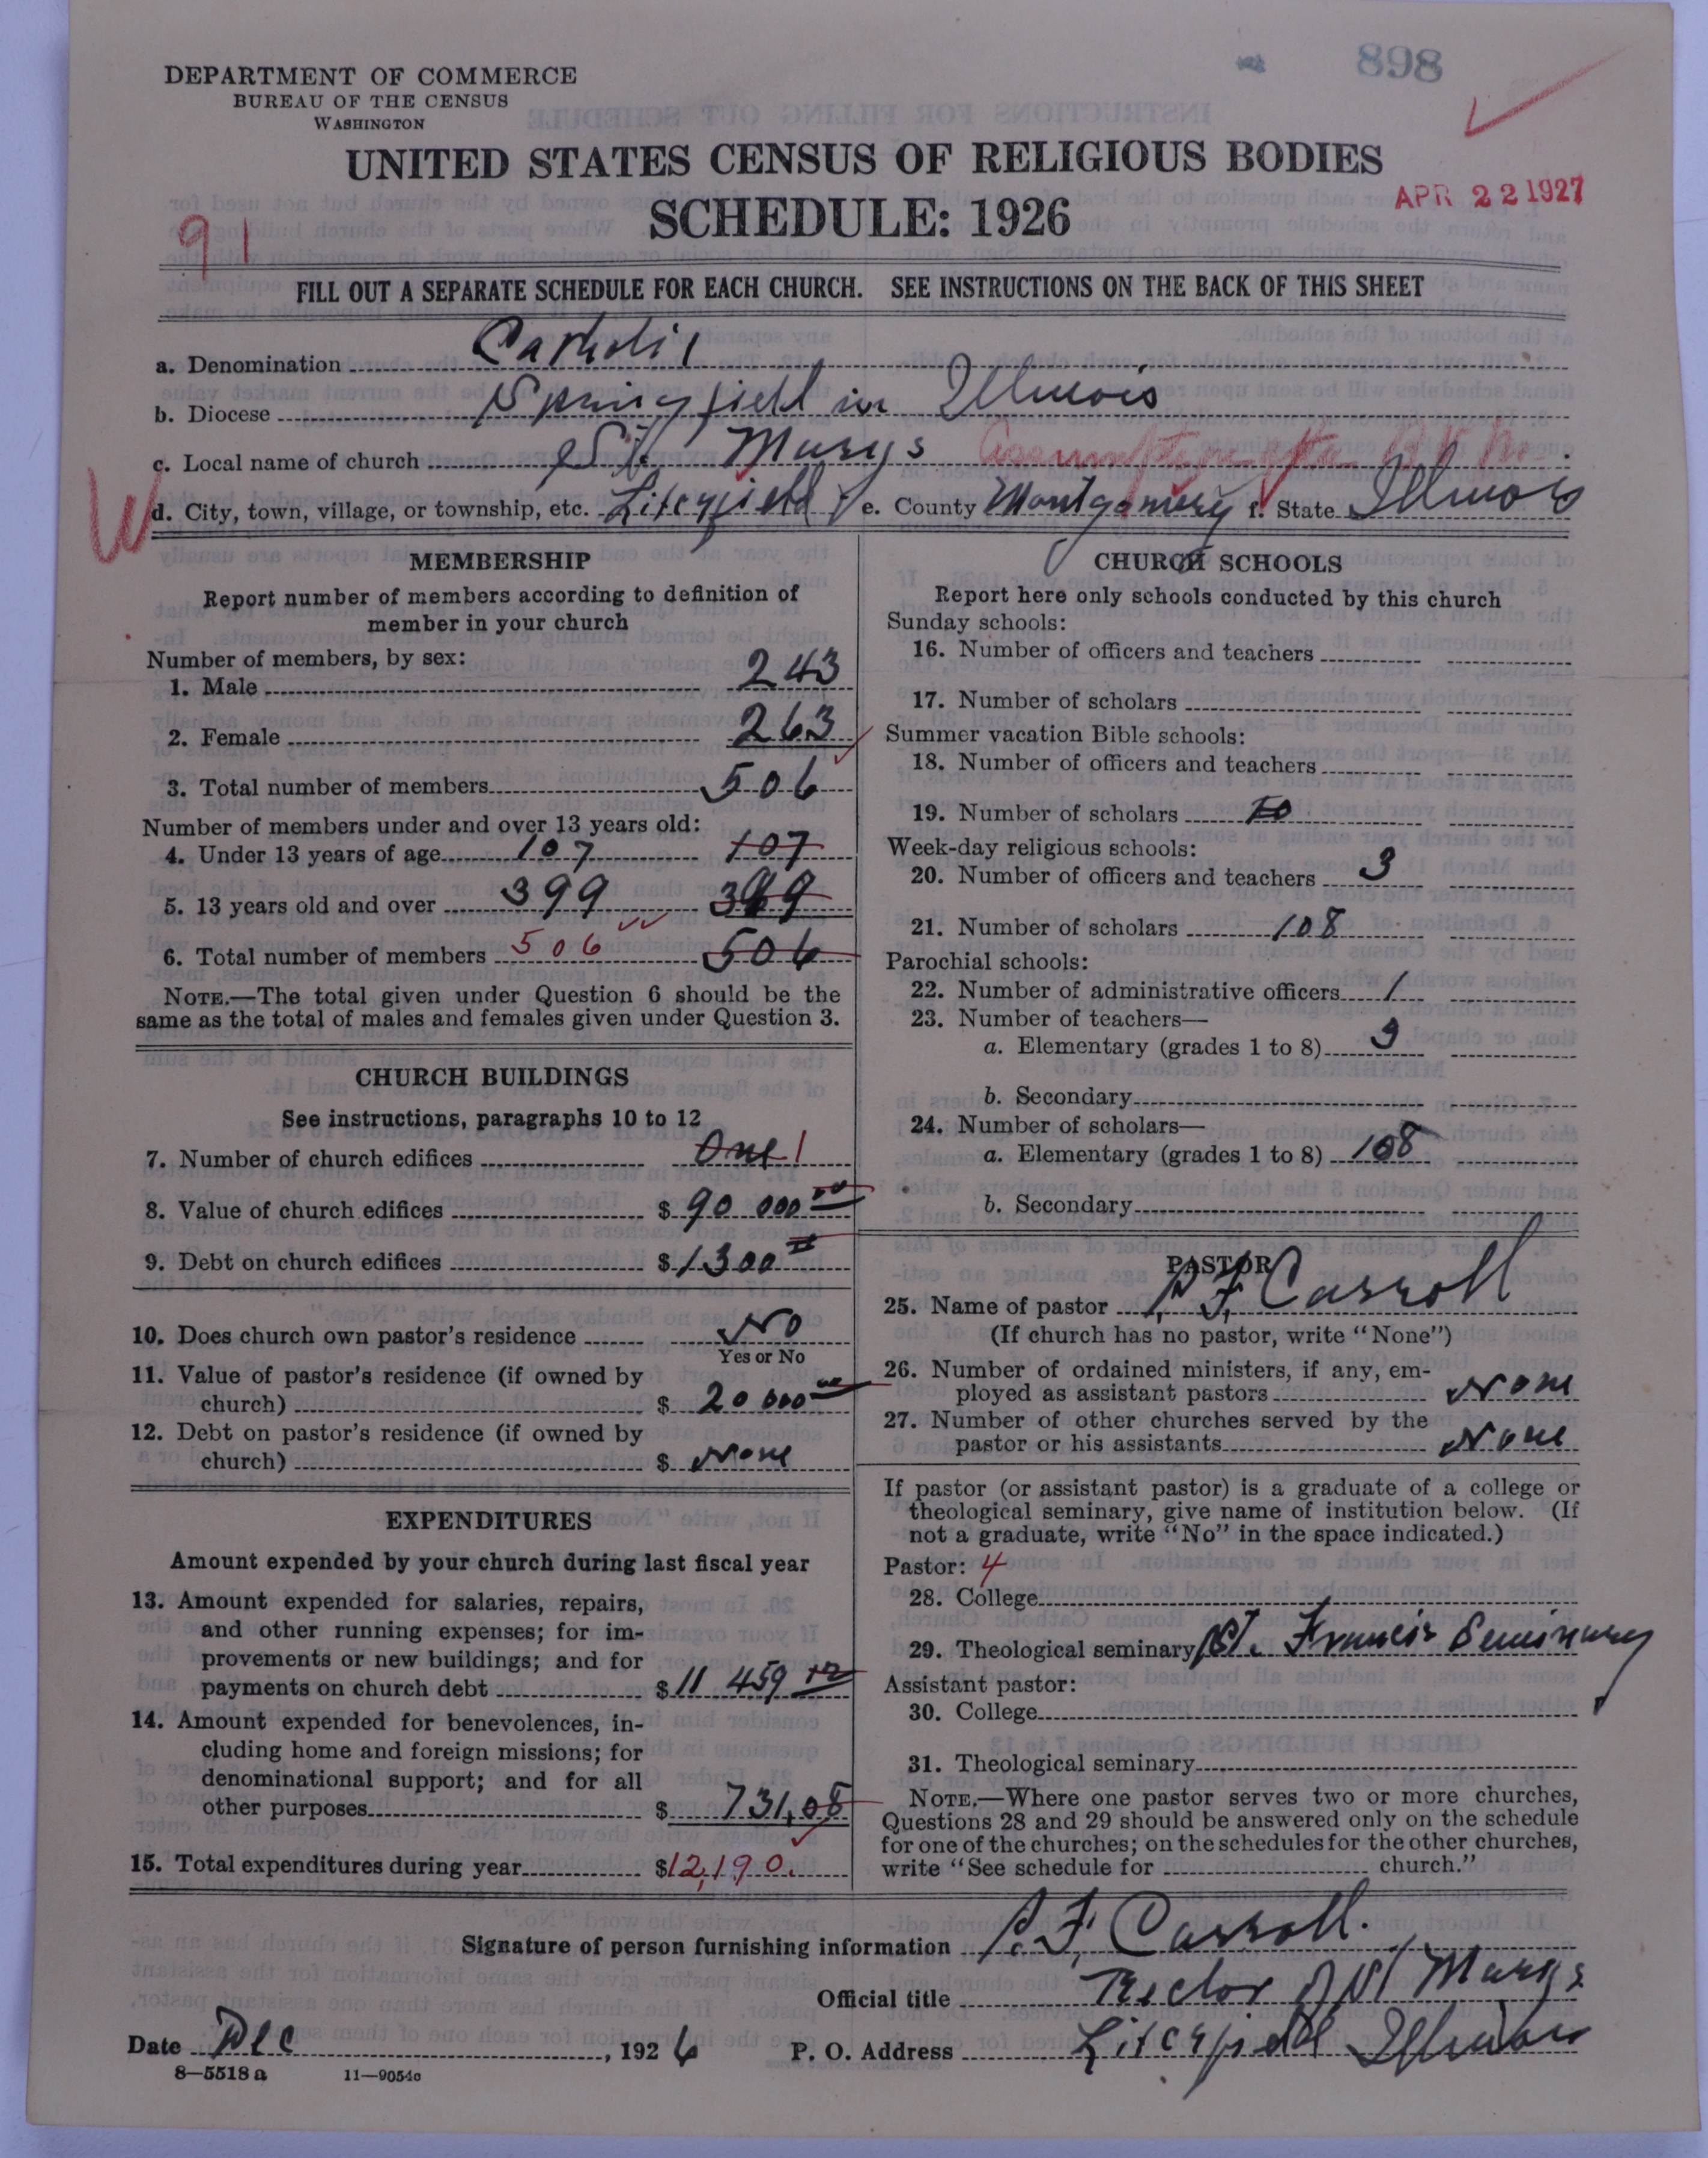 898
DEPARTMENT OF COMMERCE
BUREAU OF THE CENSUS
WASHINGTON
UNITED STATES CENSUS OF RELIGIOUS BODIES
SCHEDULE: 1926
APR 22 1927
91
FILL OUT A SEPARATE SCHEDULE FOR EACH CHURCH. SEE INSTRUCTIONS ON THE BACK OF THIS SHEET
a. Denomination Catholic
b. Diocese Springfield in Illinois
c. Local name of church St. Marys Assumption
W
d. City, town, village, or township, etc. Litchfield e. County Montgomery f. State Illinois
MEMBERSHIP
Report number of members according to definition of
member in your church
Number of members, by sex:
1. Male 243
2. Female 263
3. Total number of members 506
Number of members under and over 13 years old:
4. Under 13 years of age 107 107
5. 13 years old and over 399 399
6. Total number of members 506 506
NOTE.—The total given under Question 6 should be the
same as the total of males and females given under Question 3.
CHURCH BUILDINGS
See instructions, paragraphs 10 to 12
7. Number of church edifices One 1
8. Value of church edifices $ 90 000
9. Debt on church edifices $ 1300
10. Does church own pastor's residence No
Yes or No
11. Value of pastor's residence (if owned by
church) $ 20 000
12. Debt on pastor's residence (if owned by
church) $ None
EXPENDITURES
Amount expended by your church during last fiscal year
13. Amount expended for salaries, repairs,
and other running expenses; for im-
provements or new buildings; and for
payments on church debt $ 11 459
14. Amount expended for benevolences, in-
cluding home and foreign missions; for
denominational support; and for all
other purposes $ 731,08
15. Total expenditures during year $12,190.
CHURCH SCHOOLS
Report here only schools conducted by this church
Sunday schools:
16. Number of officers and teachers
17. Number of scholars
Summer vacation Bible schools:
18. Number of officers and teachers
19. Number of scholars
Week-day religious schools:
20. Number of officers and teachers 3
21. Number of scholars 108
Parochial schools:
22. Number of administrative officers 1
23. Number of teachers—
a. Elementary (grades 1 to 8) 3
b. Secondary
24. Number of scholars—
a. Elementary (grades 1 to 8) 108
b. Secondary
PASTOR
25. Name of pastor P. F. Carroll
(If church has no pastor, write "None")
26. Number of ordained ministers, if any, em-
ployed as assistant pastors None
27. Number of other churches served by the
pastor or his assistants None
If pastor (or assistant pastor) is a graduate of a college or
theological seminary, give name of institution below. (If
not a graduate, write "No" in the space indicated.)
Pastor: 4
28. College
29. Theological seminary St. Francis Seminary
Assistant pastor:
30. College
31. Theological seminary
NOTE.—Where one pastor serves two or more churches,
Questions 28 and 29 should be answered only on the schedule
for one of the churches; on the schedules for the other churches,
write "See schedule for church."
Signature of person furnishing information P. F. Carroll.
Official title Rector of St Marys
Date Dec, 1926 P. O. Address Litchfield Illinois
8—5518 a 11—9054c